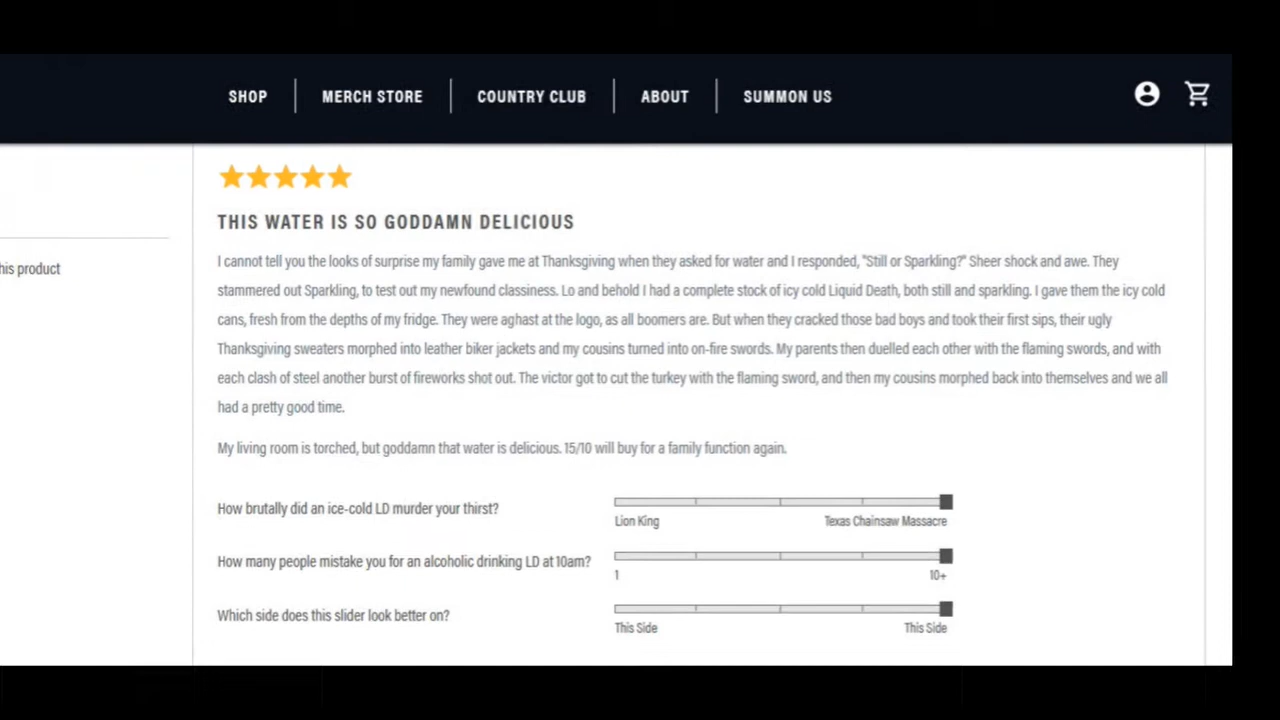 SHOP
MERCH STORE
COUNTRY CLUB
ABOUT
SUMMON US
his product
THIS WATER IS SO GODDAMN DELICIOUS
I cannot tell you the looks of surprise my family gave me at Thanksgiving when they asked for water and I responded, "Still or Sparkling?" Sheer shock and awe. They
stammered out Sparkling, to test out my newfound classiness. Lo and behold I had a complete stock of icy cold Liquid Death, both still and sparkling. I gave them the icy cold
cans, fresh from the depths of my fridge. They were aghast at the logo, as all boomers are. But when they cracked those bad boys and took their first sips, their ugly
Thanksgiving sweaters morphed into leather biker jackets and my cousins turned into on-fire swords. My parents then duelled each other with the flaming swords, and with
each clash of steel another burst of fireworks shot out. The victor got to cut the turkey with the flaming sword, and then my cousins morphed back into themselves and we all
had a pretty good time.
My living room is torched, but goddamn that water is delicious. 15/10 will buy for a family function again.
How brutally did an ice-cold LD murder your thirst?
Lion King
Texas Chainsaw Massacre
How many people mistake you for an alcoholic drinking LD at 10am?
1
10+
Which side does this slider look better on?
This Side
This Side